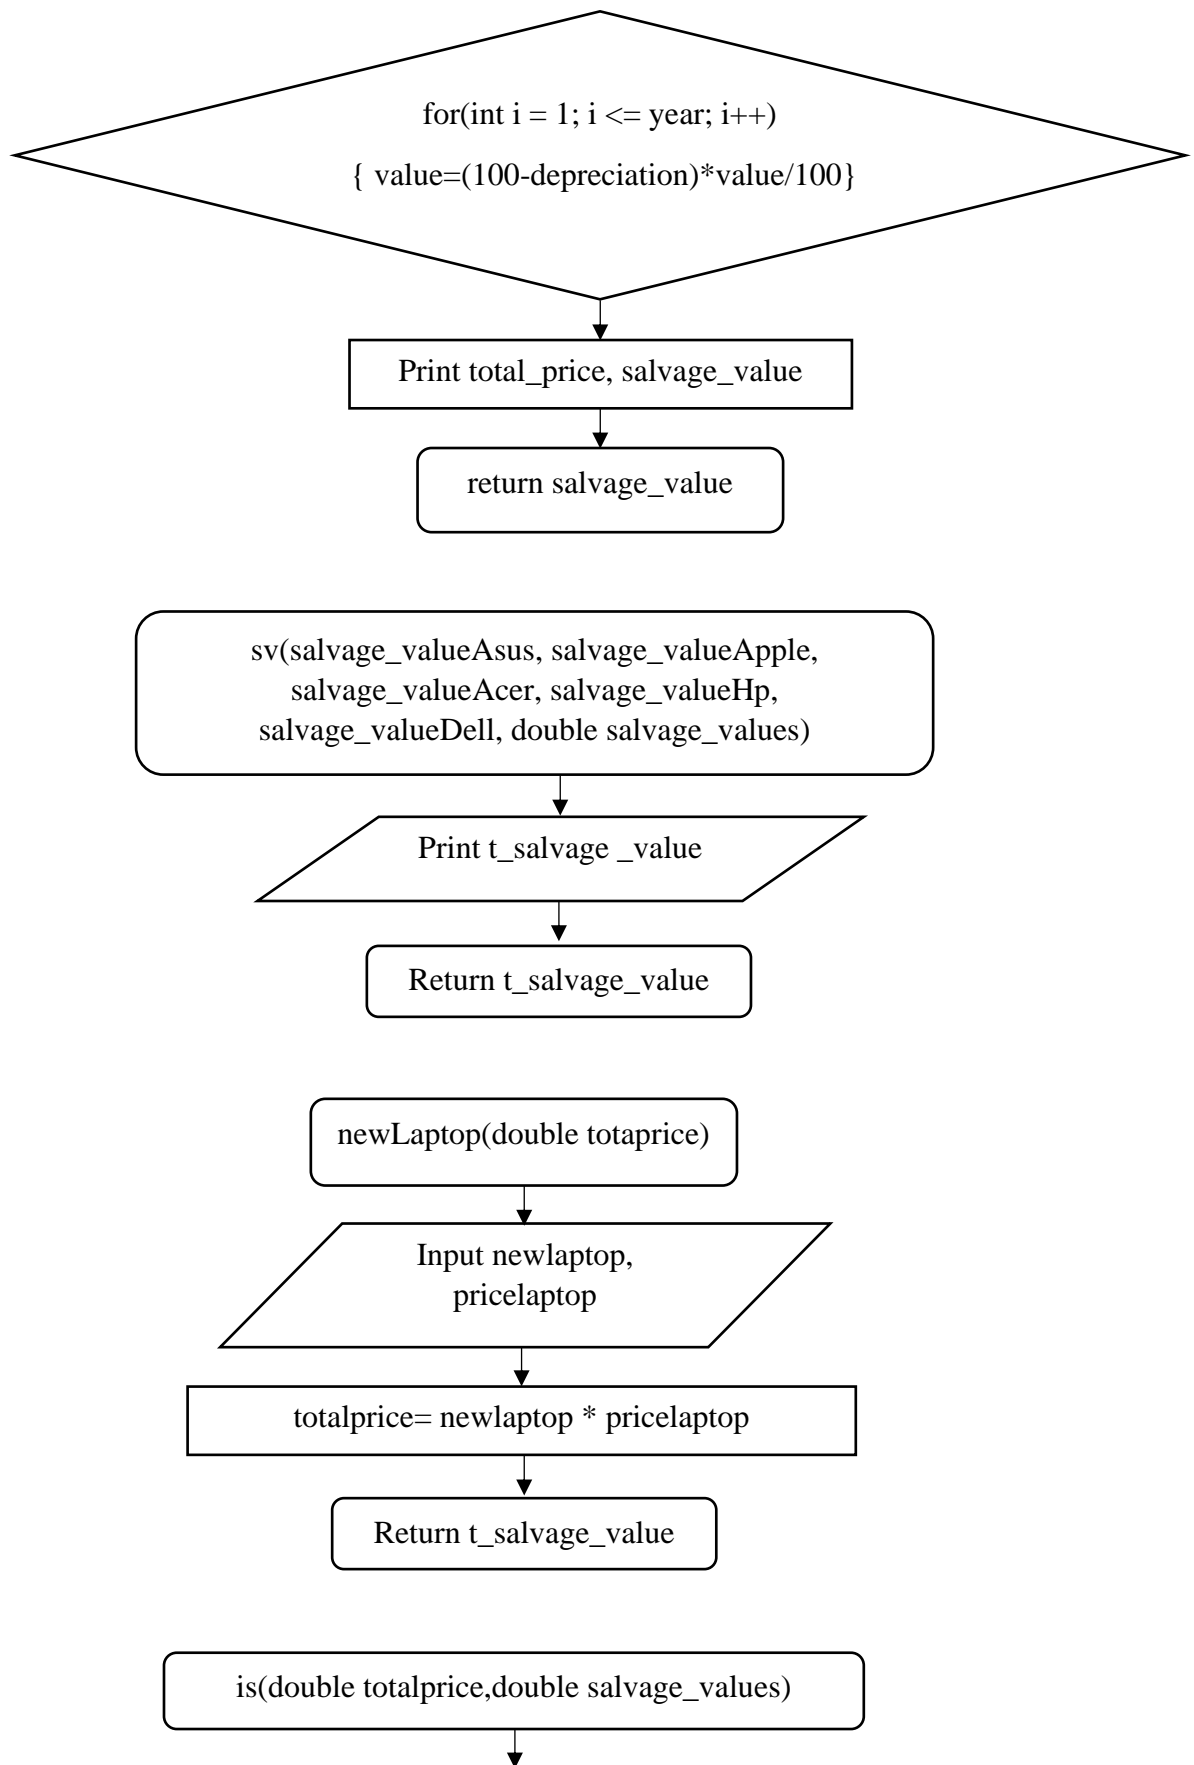 for(int i = 1; i <= year; i++)
{ value=(100-depreciation)*value/100}
Print total_price, salvage_value
return salvage_value
sv(salvage_valueAsus, salvage_valueApple,
salvage_valueAcer, salvage_valueHp,
salvage_valueDell, double salvage_values)
Print t_salvage _value
Return t_salvage_value
newLaptop(double totaprice)
Input newlaptop,
pricelaptop
totalprice= newlaptop * pricelaptop
Return t_salvage_value
is(double totalprice,double salvage_values)